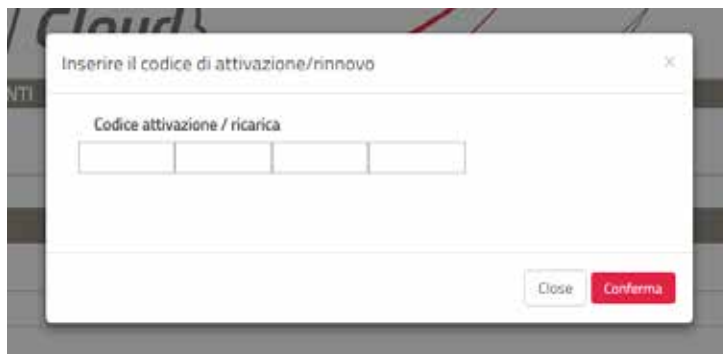 Cloud}
Inserire il codice di attivazione/rinnovo ×
NTI
Codice attivazione / ricarica
Close Conferma